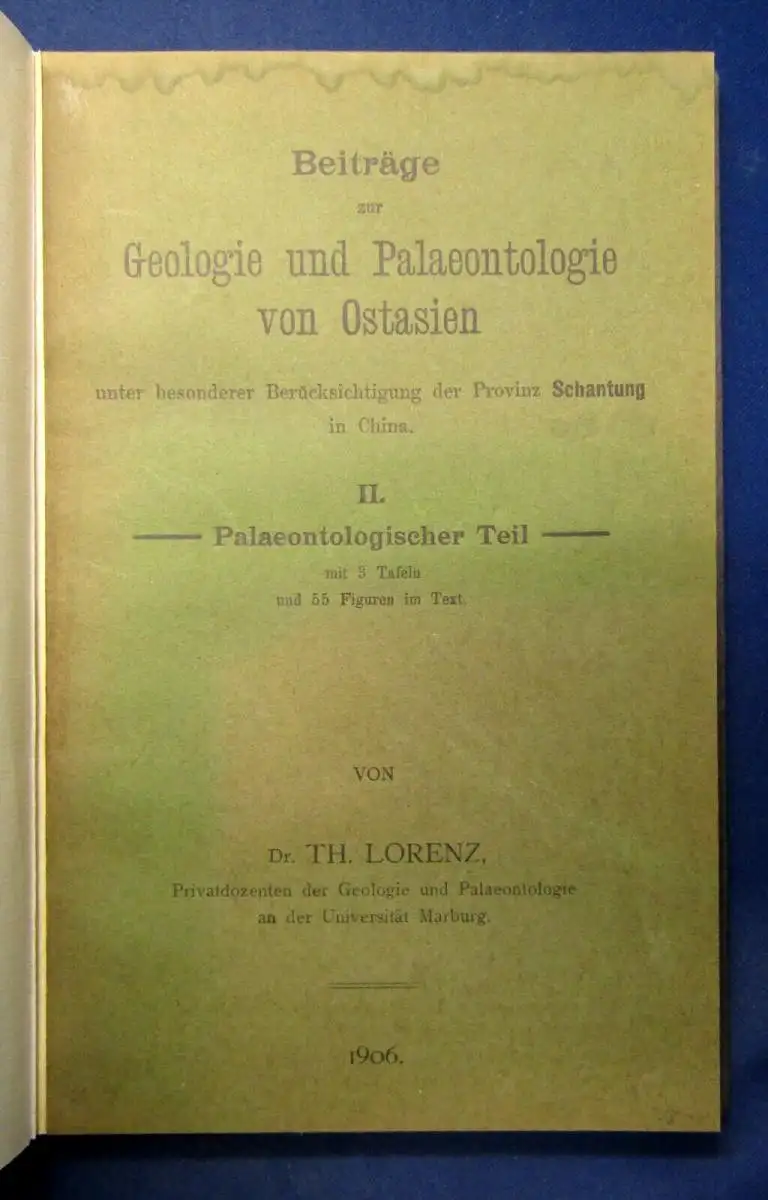 Beiträge
zur
Geologie und Palaeontologie
von Ostasien
unter besonderer Berücksichtigung der Provinz Schantung
in China.
II.
Palaeontologischer Teil
mit 3 Tafeln
und 55 Figuren im Text.
VON
Dr. TH. LORENZ,
Privatdozenten der Geologie und Palaeontologie
an der Universität Marburg.
1906.